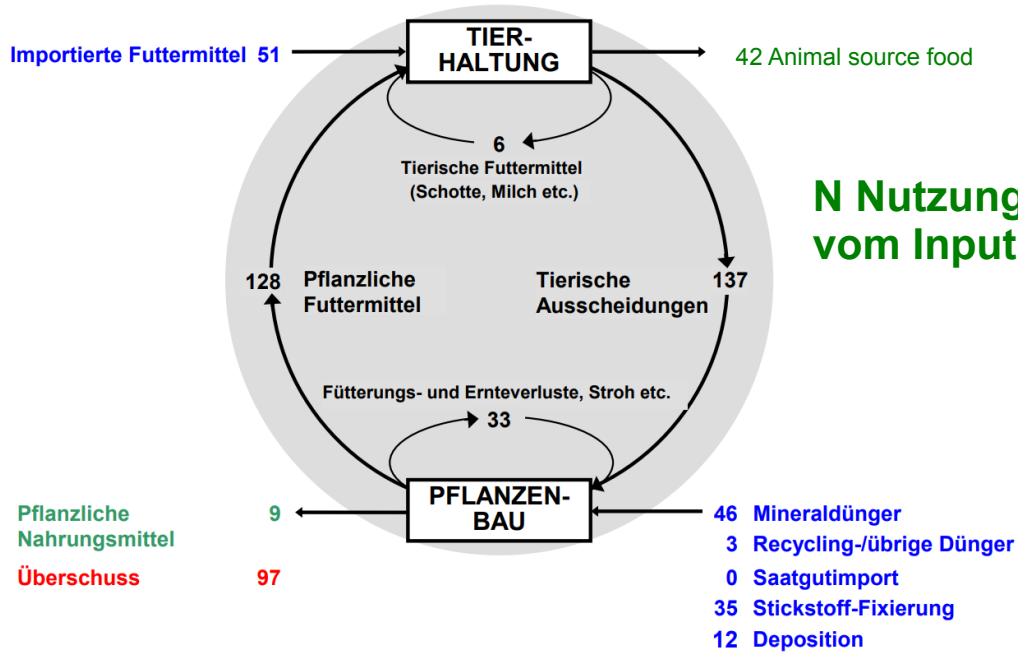 TIER-
HALTUNG
Importierte Futtermittel 51
42 Animal source food
6
Tierische Futtermittel
(Schotte, Milch etc.)
N Nutzung
vom Input
128 Pflanzliche
Futtermittel
Tierische 137
Ausscheidungen
Fütterungs- und Ernteverluste, Stroh etc.
33
PFLANZEN-
BAU
Pflanzliche 9
Nahrungsmittel
Überschuss 97
46 Mineraldünger
3 Recycling-/übrige Dünger
0 Saatgutimport
35 Stickstoff-Fixierung
12 Deposition